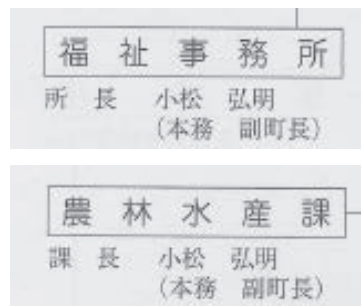 福祉事務所
所長 小松 弘明
(本務 副町長)
農林水産課
課長 小松 弘明
(本務 副町長)